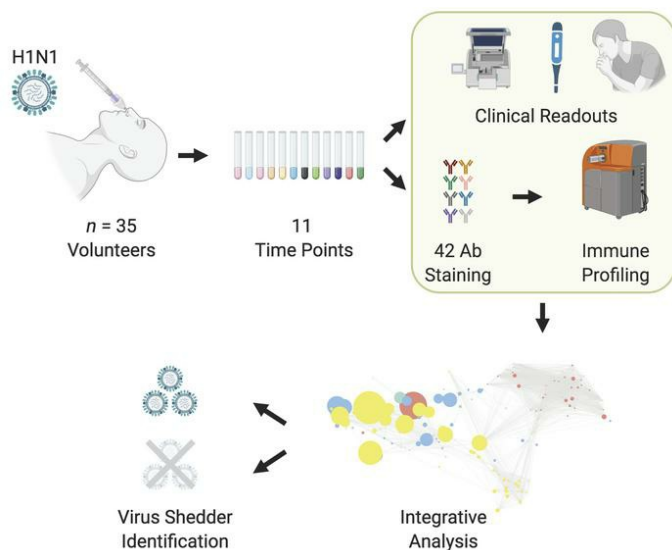 H1N1
n = 35
Volunteers
11
Time Points
Clinical Readouts
42 Ab
Staining
Immune
Profiling
Virus Shedder
Identification
Integrative
Analysis